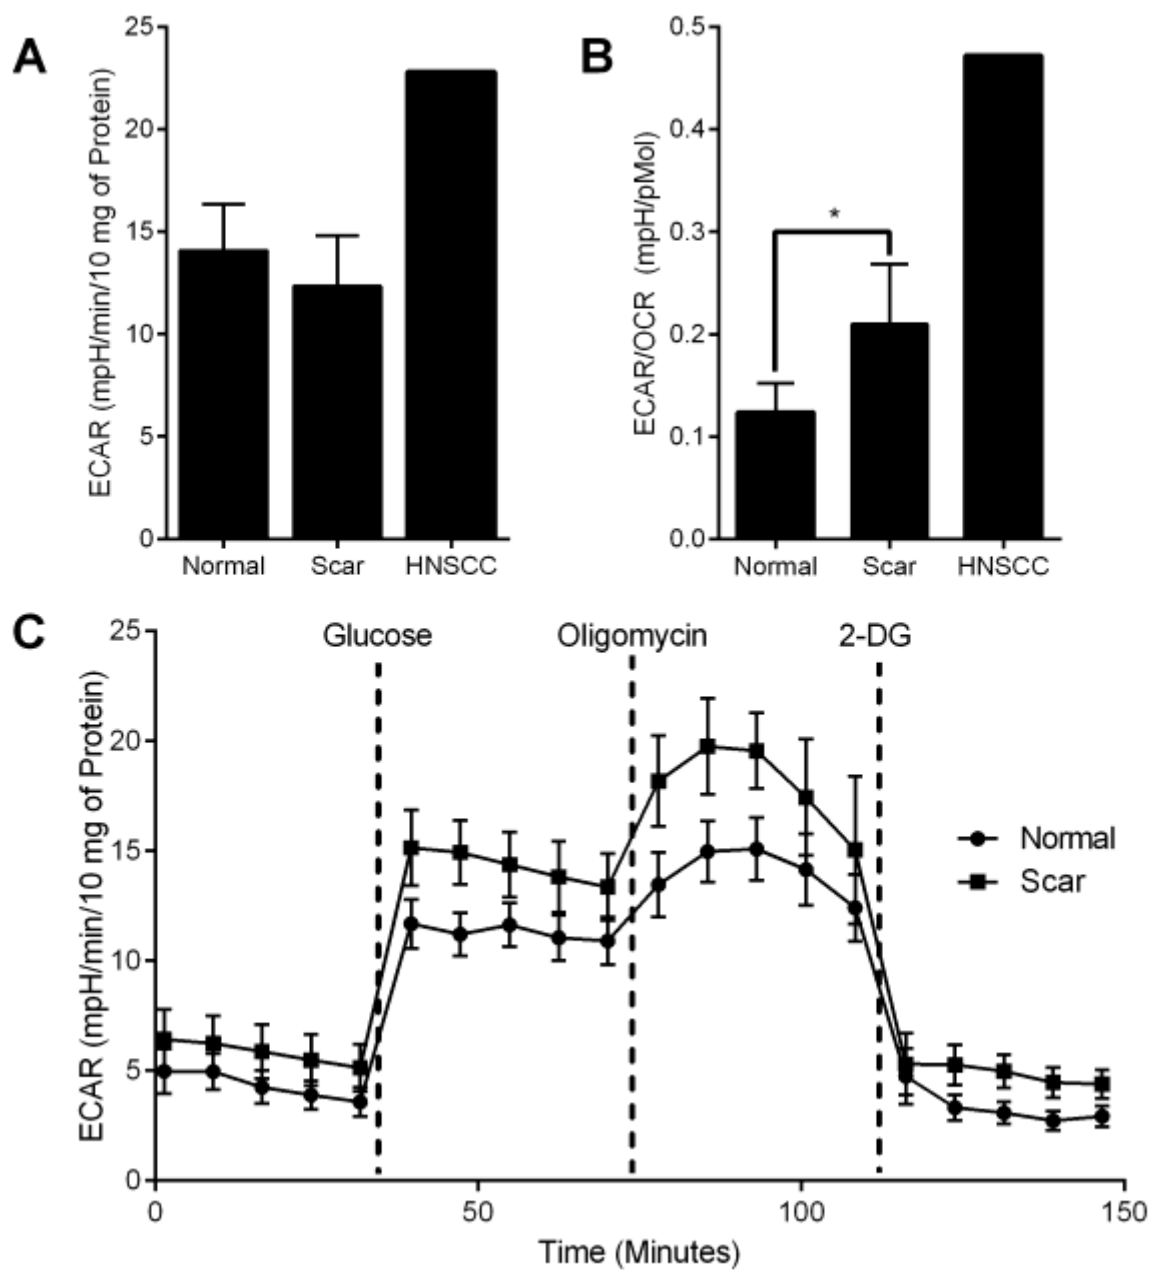 A
ECAR (mpH/min/10 mg of Protein)
25
20
15
10
5
0
Normal Scar HNSCC
B
ECAR/OCR (mpH/pMol)
0.5
0.4
0.3
0.2
0.1
0.0
*
Normal Scar HNSCC
C
ECAR (mpH/min/10 mg of Protein)
25
20
15
10
5
0
Glucose Oligomycin 2-DG
Normal
Scar
0 50 100 150
Time (Minutes)